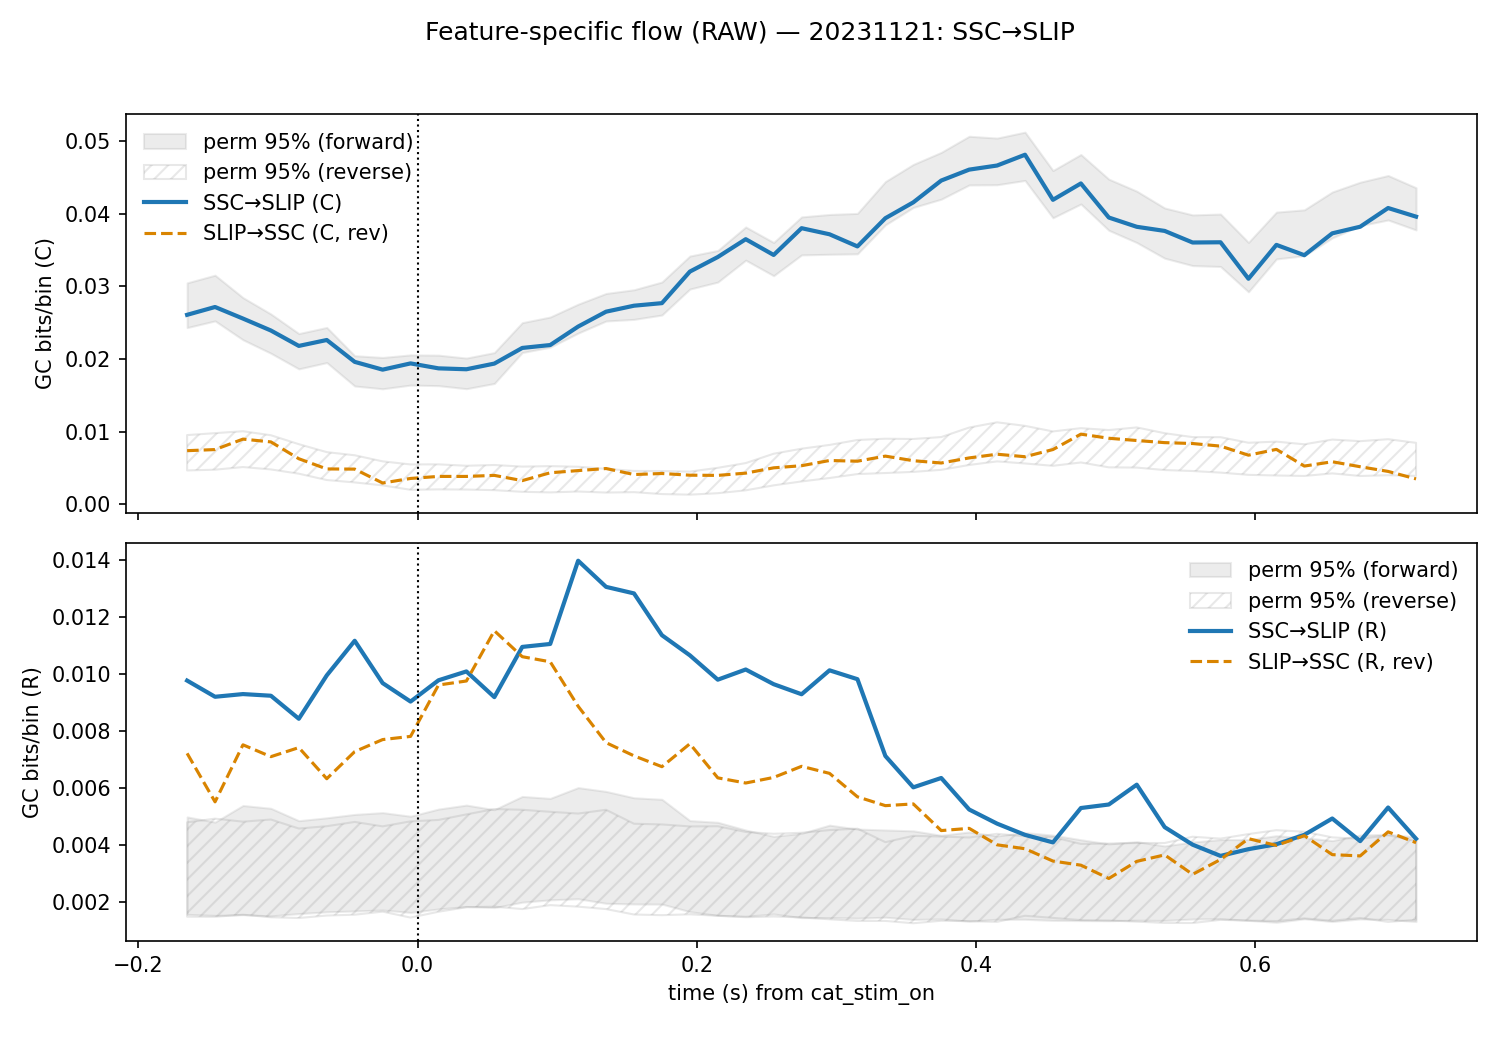 Feature-specific flow (RAW) — 20231121: SSC→SLIP
perm 95% (forward)
perm 95% (reverse)
SSC→SLIP (C)
SLIP→SSC (C, rev)
GC bits/bin (C)
0.05
0.04
0.03
0.02
0.01
0.00
perm 95% (forward)
perm 95% (reverse)
SSC→SLIP (R)
SLIP→SSC (R, rev)
GC bits/bin (R)
0.014
0.012
0.010
0.008
0.006
0.004
0.002
−0.2 0.0 0.2 0.4 0.6
time (s) from cat_stim_on